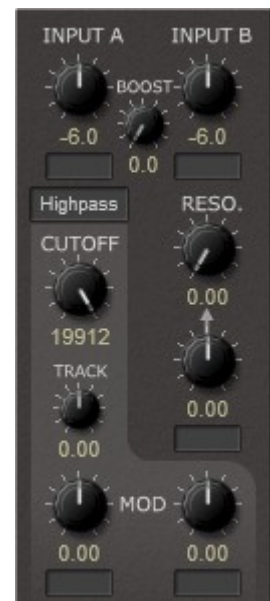 INPUT A INPUT B
BOOST
-6.0 -6.0
0.0
Highpass RESO.
CUTOFF
0.00
19912
TRACK
0.00 0.00
MOD
0.00 0.00